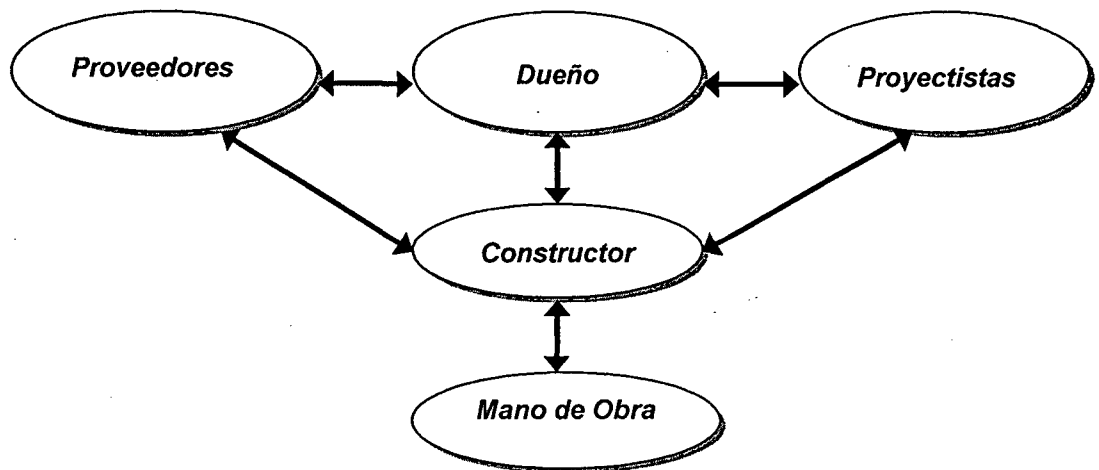 Proveedores
Dueño
Proyectistas
Constructor
Mano de Obra